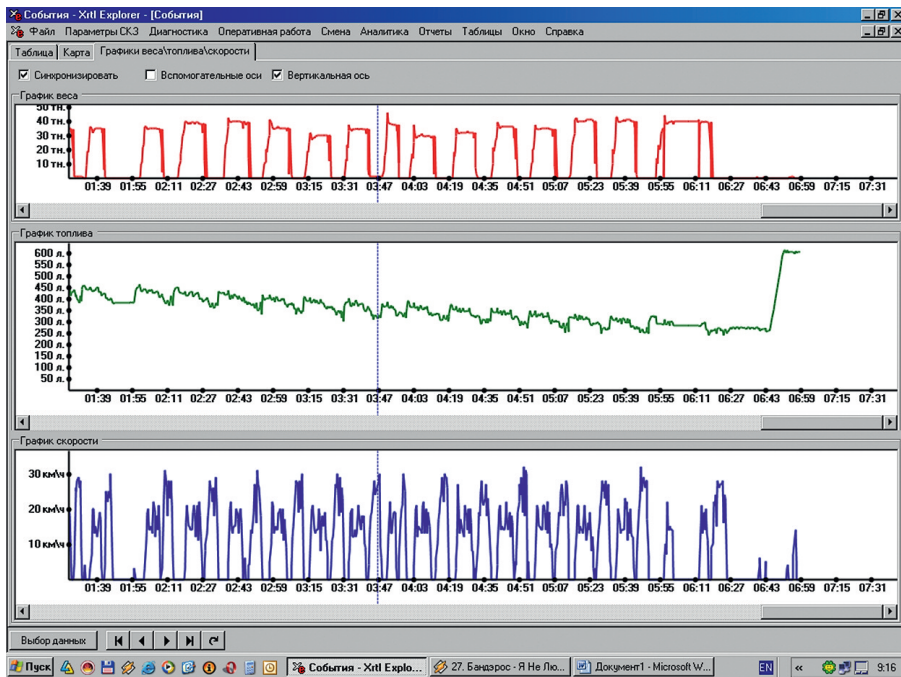 События - Xrtl Explorer - [События]
Файл Параметры СКЗ Диагностика Оперативная работа Смена Аналитика Отчеты Таблицы Окно Справка
Таблица Карта Графики веса\топлива\скорости
Синхронизировать Вспомогательные оси Вертикальная ось
График веса
50 тн.
40 тн.
30 тн.
20 тн.
10 тн.
01:39 01:55 02:11 02:27 02:43 02:59 03:15 03:31 03:47 04:03 04:19 04:35 04:51 05:07 05:23 05:39 05:55 06:11 06:27 06:43 06:59 07:15 07:31
График топлива
600 л.
550 л.
500 л.
450 л.
400 л.
350 л.
300 л.
250 л.
200 л.
150 л.
100 л.
50 л.
01:39 01:55 02:11 02:27 02:43 02:59 03:15 03:31 03:47 04:03 04:19 04:35 04:51 05:07 05:23 05:39 05:55 06:11 06:27 06:43 06:59 07:15 07:31
График скорости
30 км\ч
20 км\ч
10 км\ч
01:39 01:55 02:11 02:27 02:43 02:59 03:15 03:31 03:47 04:03 04:19 04:35 04:51 05:07 05:23 05:39 05:55 06:11 06:27 06:43 06:59 07:15 07:31
Выбор данных
Пуск События - Xrtl Explo... 27. Бандэрос - Я Не Лю... Документ1 - Microsoft W... EN « 9:16